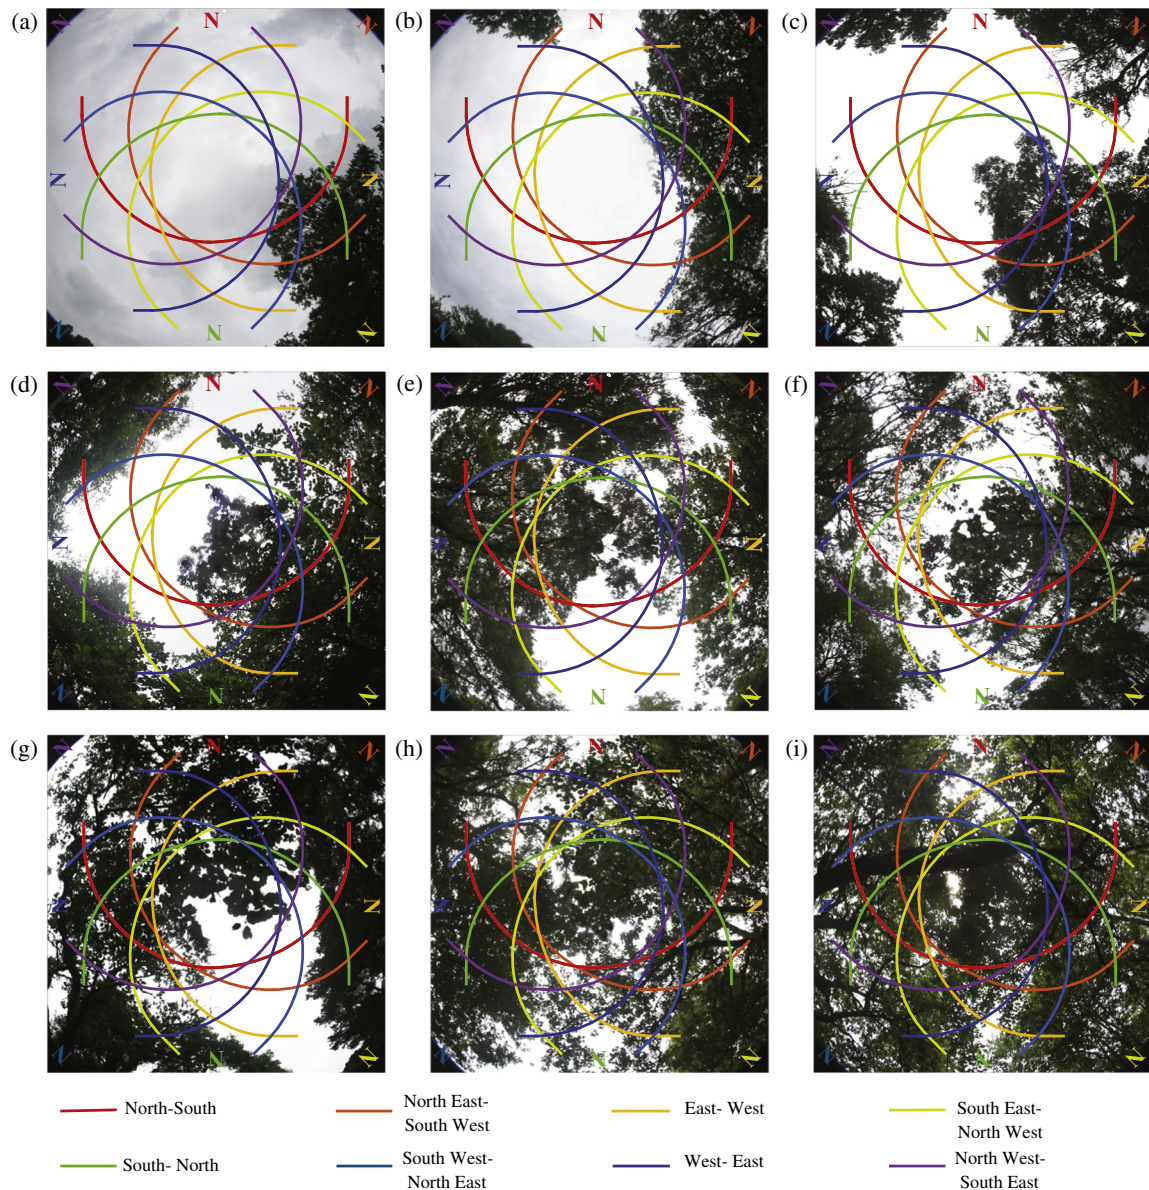 (a) N N N (b) N N (c) N N
N N N N N N
N N N N N N N N N
(d) N N (e) N N N (f) N N N
N N N N N N
N N N N N N N N N
(g) N N N (h) N N N (i) N N N
N N N N N N
N N N N N N N N N
North-South
North East-
South West
East- West
South East-
North West
South- North
South West-
North East
West- East
North West-
South East